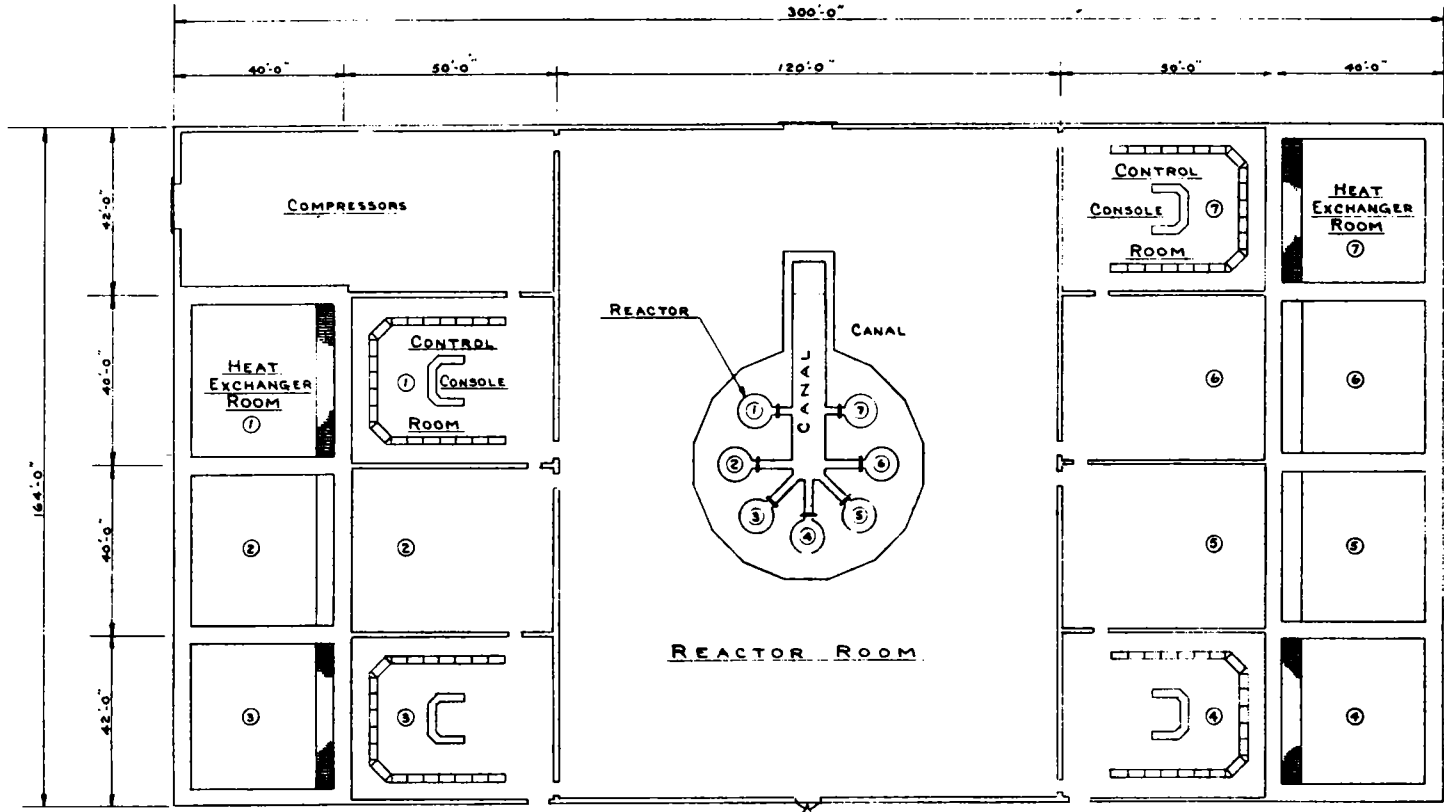 300'-0"
40'-0"
50'-0"
120'-0"
50'-0"
40'-0"
164'-0"
42'-0"
40'-0"
40'-0"
42'-0"
COMPRESSORS
CONTROL
CONSOLE
7
ROOM
HEAT
EXCHANGER
ROOM
7
REACTOR
CANAL
CANAL
HEAT
EXCHANGER
ROOM
1
CONTROL
1
CONSOLE
ROOM
1
7
2
6
3
5
4
6
6
2
2
5
5
REACTOR ROOM
3
3
4
4